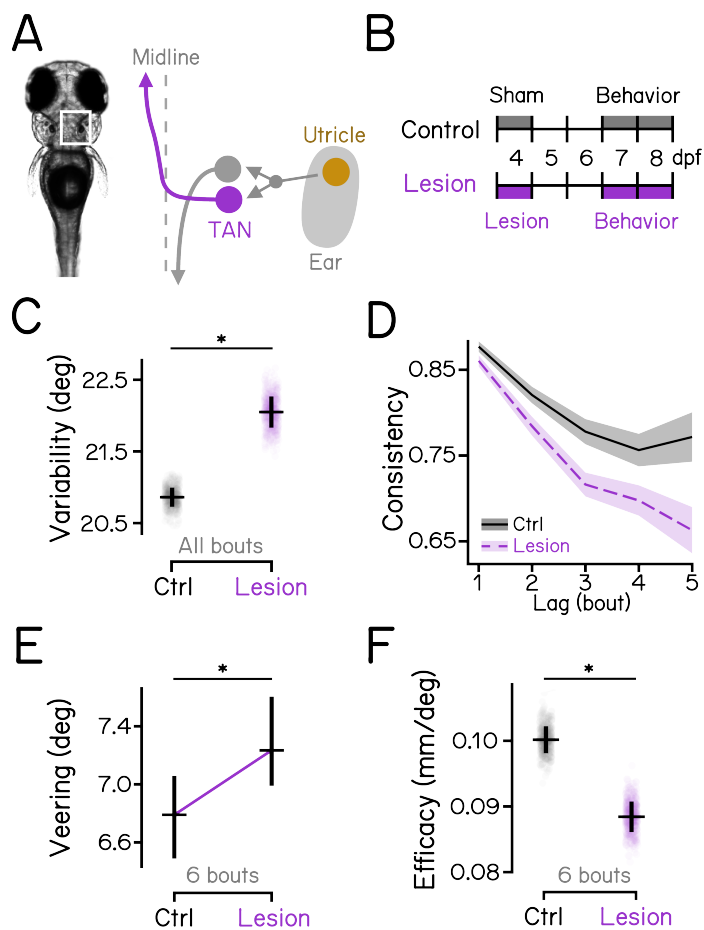 A
Midline
Utricle
TAN
Ear
B
Sham Behavior
Control
4 5 6 7 8 dpf
Lesion
Lesion Behavior
C
*
Variability (deg)
22.5
21.5
20.5
All bouts
Ctrl Lesion
D
Consistency
0.85
0.75
0.65
Ctrl
Lesion
1 2 3 4 5
Lag (bout)
E
*
Veering (deg)
7.4
7.0
6.6
6 bouts
Ctrl Lesion
F
*
Efficacy (mm/deg)
0.10
0.09
0.08
6 bouts
Ctrl Lesion